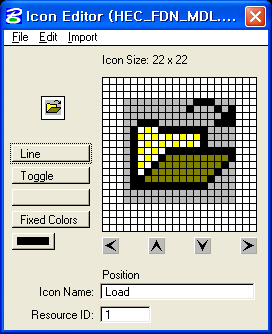 Icon Editor (HEC_FDN_MDL....
File Edit Import
Icon Size: 22 x 22
Line
Toggle
Fixed Colors
Position
Icon Name: Load
Resource ID: 1